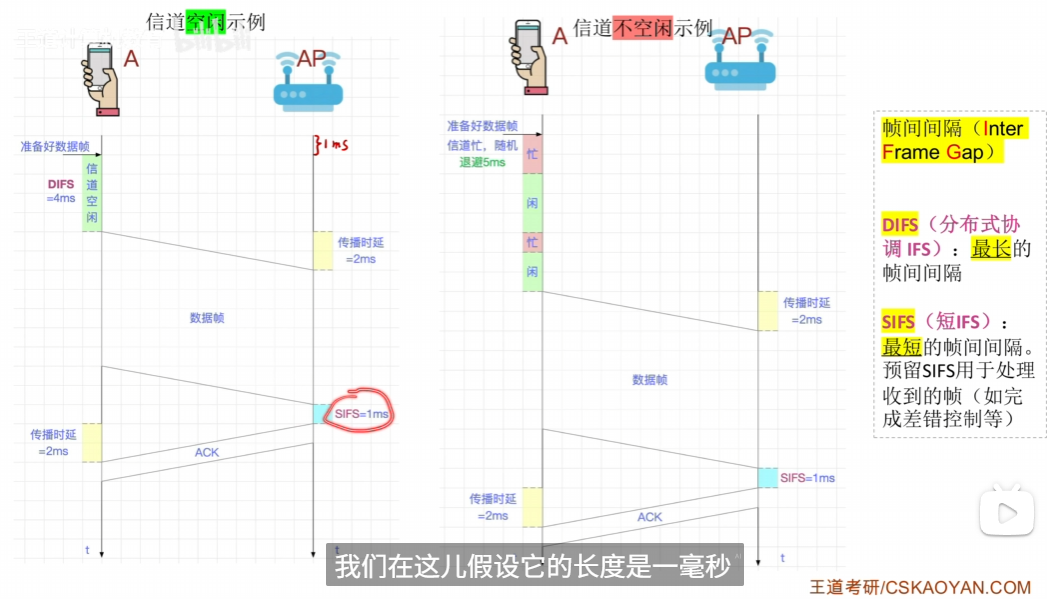 信道空闲示例
A
AP
准备好数据帧
1ms
DIFS
=4ms
信
道
空
闲
传播时延
=2ms
数据帧
SIFS=1ms
传播时延
=2ms
ACK
t
t
信道不空闲示例
A
AP
准备好数据帧
信道忙，随机
退避5ms
忙
闲
忙
闲
传播时延
=2ms
数据帧
SIFS=1ms
传播时延
=2ms
ACK
t
帧间间隔（Inter
Frame Gap）
DIFS（分布式协
调 IFS）：最长的
帧间间隔
SIFS（短IFS）：
最短的帧间间隔。
预留SIFS用于处理
收到的帧（如完
成差错控制等）
我们在这儿假设它的长度是一毫秒
AI
王道考研/CSKAOYAN.COM